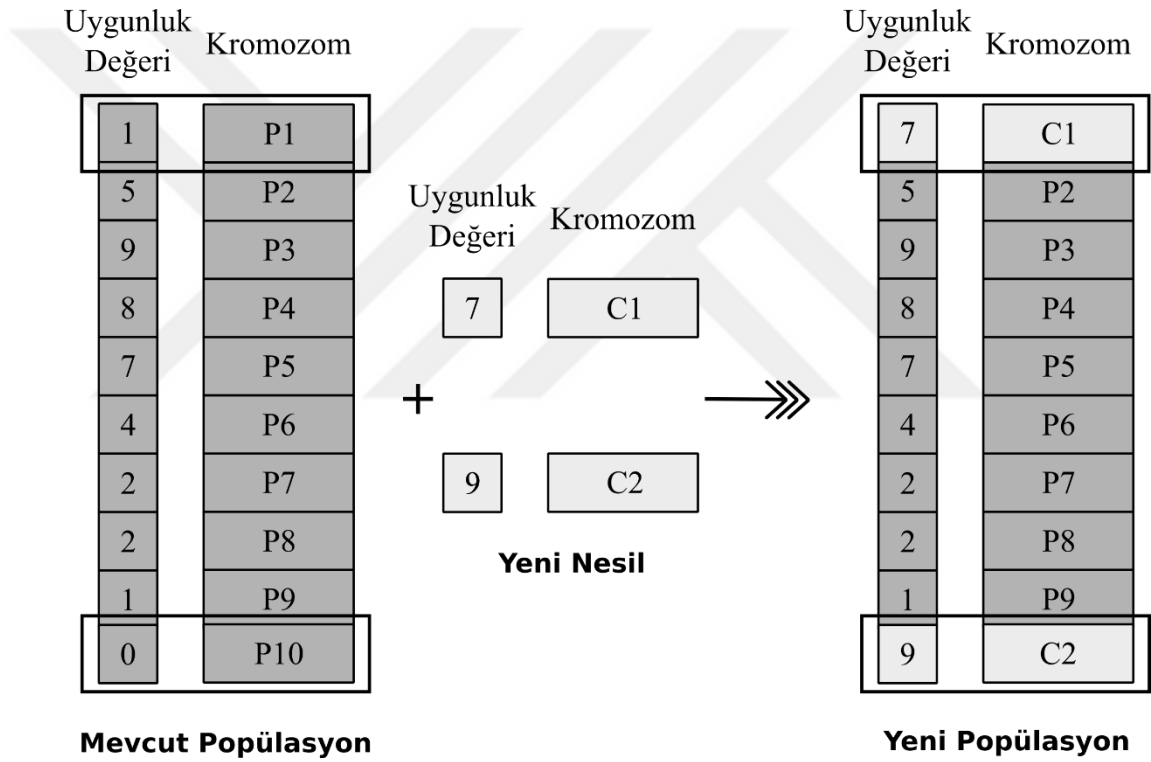 Uygunluk
Değeri
Kromozom
1 P1
5 P2
9 P3
8 P4
7 P5
4 P6
2 P7
2 P8
1 P9
0 P10
Mevcut Popülasyon
+
Uygunluk
Değeri
Kromozom
7 C1
9 C2
Yeni Nesil
Uygunluk
Değeri
Kromozom
7 C1
5 P2
9 P3
8 P4
7 P5
4 P6
2 P7
2 P8
1 P9
9 C2
Yeni Popülasyon